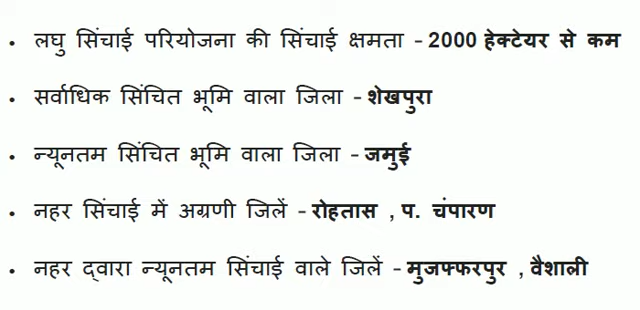 • लघु सिंचाई परियोजना की सिंचाई क्षमता – 2000 हेक्टेयर से कम
• सर्वाधिक सिंचित भूमि वाला जिला – शेखपुरा
• न्यूनतम सिंचित भूमि वाला जिला – जमुई
• नहर सिंचाई में अग्रणी जिलें – रोहतास , प. चंपारण
• नहर द्वारा न्यूनतम सिंचाई वाले जिलें – मुजफ्फरपुर , वैशाली